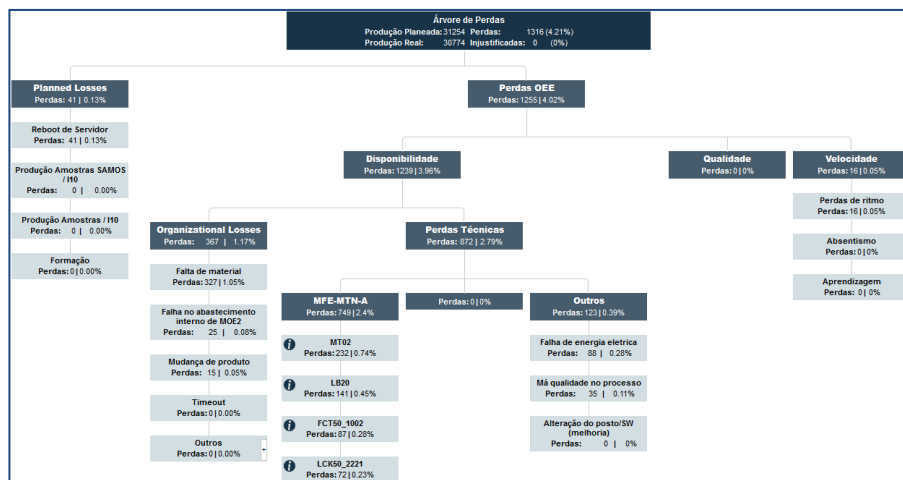 Árvore de Perdas
Produção Planeada: 31254 Perdas: 1316 (4.21%)
Produção Real: 30774 Injustificadas: 0 (0%)
Planned Losses
Perdas: 41 | 0.13%
Perdas OEE
Perdas: 1255 | 4.02%
Reboot de Servidor
Perdas: 41 | 0.13%
Produção Amostras SAMOS
/ I10
Perdas: 0 | 0.00%
Produção Amostras / I10
Perdas: 0 | 0.00%
Formação
Perdas: 0 | 0.00%
Disponibilidade
Perdas: 1239 | 3.96%
Qualidade
Perdas: 0 | 0%
Velocidade
Perdas: 16 | 0.05%
Perdas de ritmo
Perdas: 16 | 0.05%
Absentismo
Perdas: 0 | 0%
Aprendizagem
Perdas: 0 | 0%
Organizational Losses
Perdas: 367 | 1.17%
Perdas Técnicas
Perdas: 872 | 2.79%
Falta de material
Perdas: 327 | 1.05%
Falha no abastecimento
interno de MOE2
Perdas: 25 | 0.08%
Mudança de produto
Perdas: 15 | 0.05%
Timeout
Perdas: 0 | 0.00%
Outros
Perdas: 0 | 0.00%
+
MFE-MTN-A
Perdas: 749 | 2.4%
Perdas: 0 | 0%
Outros
Perdas: 123 | 0.39%
i MT02
Perdas: 232 | 0.74%
i LB20
Perdas: 141 | 0.45%
i FCT50_1002
Perdas: 87 | 0.28%
i LCK50_2221
Perdas: 72 | 0.23%
Falha de energia eletrica
Perdas: 88 | 0.28%
Má qualidade no processo
Perdas: 35 | 0.11%
Alteração do posto/SW
(melhoria)
Perdas: 0 | 0%